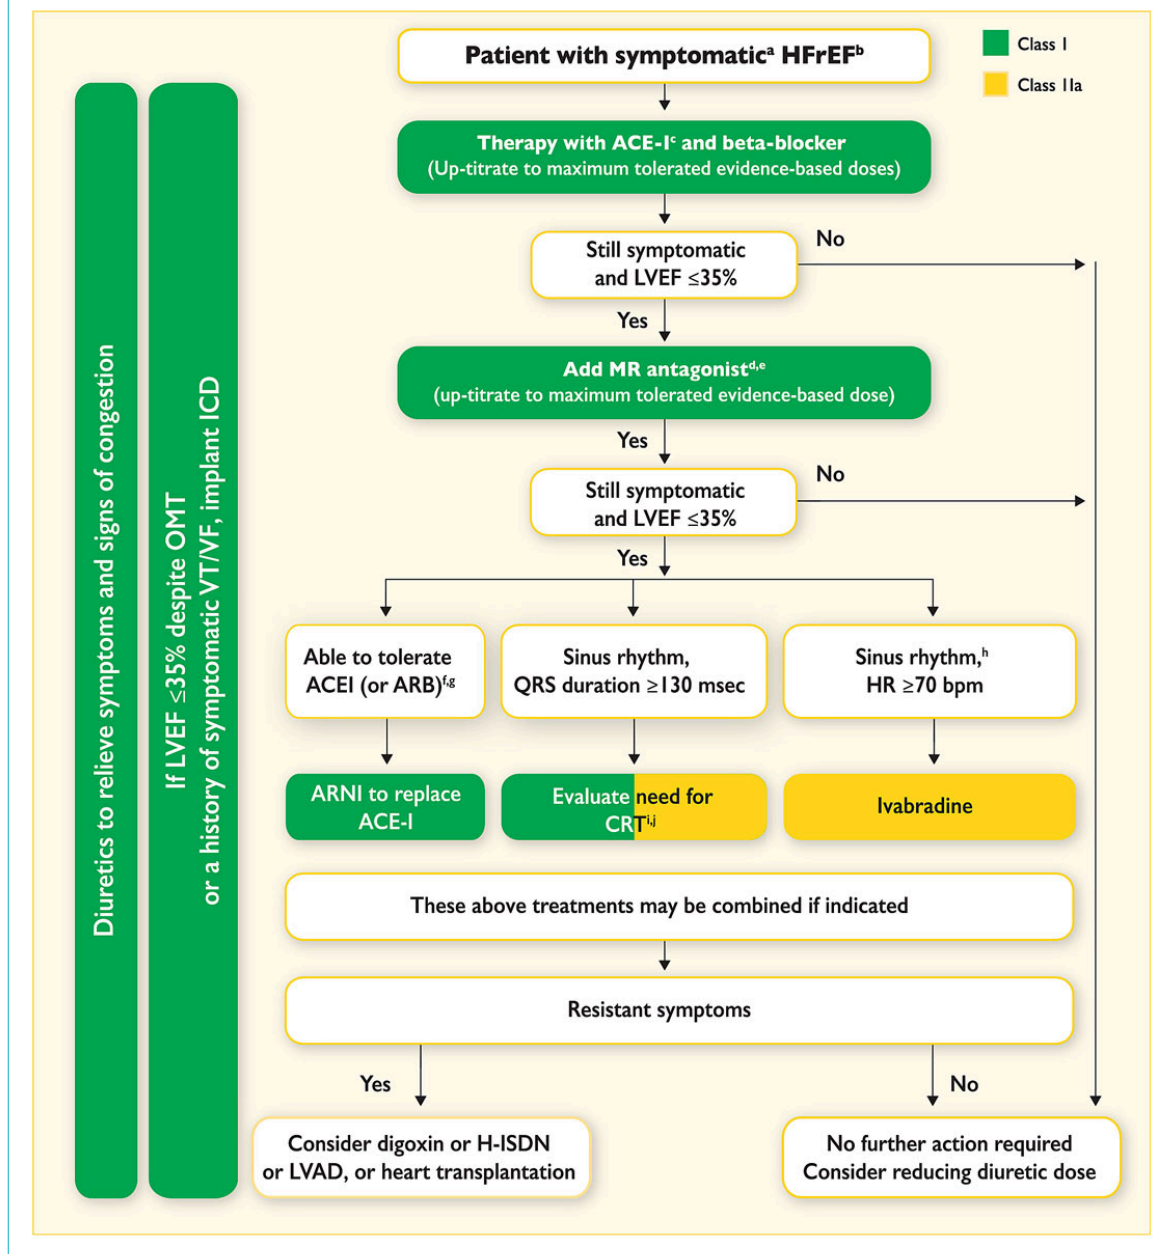 Patient with symptomaticᵃ HFrEFᵇ
Class I
Class IIa
Therapy with ACE-Iᶜ and beta-blocker
(Up-titrate to maximum tolerated evidence-based doses)
Still symptomatic
and LVEF ≤35%
No
Yes
Add MR antagonistᵈ,ᵉ
(up-titrate to maximum tolerated evidence-based dose)
Yes
Still symptomatic
and LVEF ≤35%
No
Yes
Able to tolerate
ACEI (or ARB)ᶠ,ᵍ
Sinus rhythm,
QRS duration ≥130 msec
Sinus rhythm,ʰ
HR ≥70 bpm
ARNI to replace
ACE-I
Evaluate need for
CRTⁱ,ʲ
Ivabradine
These above treatments may be combined if indicated
Resistant symptoms
Yes
No
Consider digoxin or H-ISDN
or LVAD, or heart transplantation
No further action required
Consider reducing diuretic dose
Diuretics to relieve symptoms and signs of congestion
If LVEF ≤35% despite OMT
or a history of symptomatic VT/VF, implant ICD